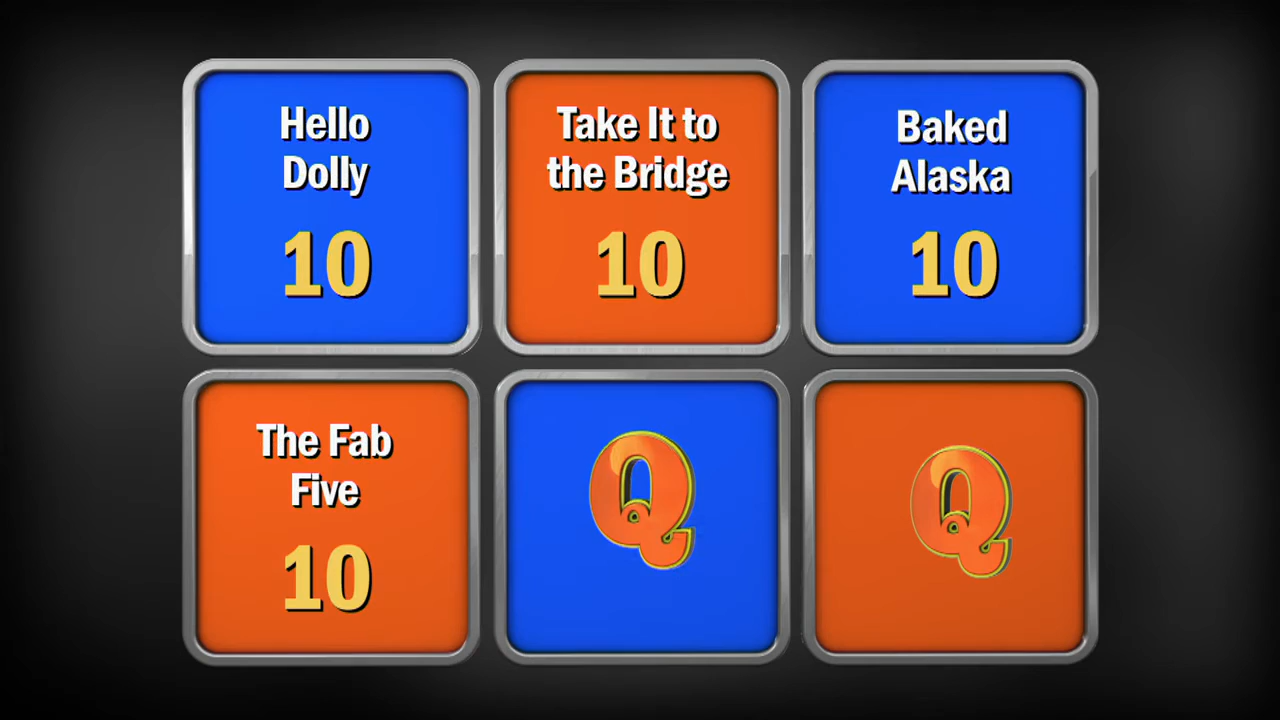 Hello
Dolly
10
Take It to
the Bridge
10
Baked
Alaska
10
The Fab
Five
10
Q
Q